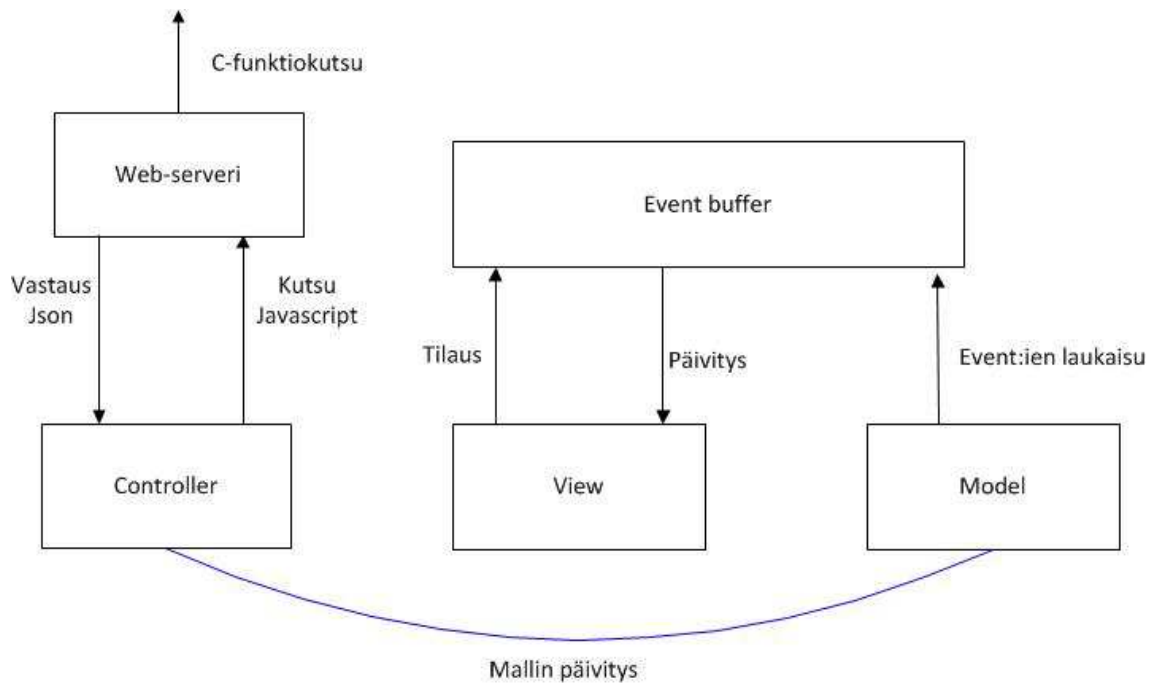 C-funktiokutsu
Web-serveri
Event buffer
Vastaus
Json
Kutsu
Javascript
Tilaus
Päivitys
Event:ien laukaisu
Controller
View
Model
Mallin päivitys